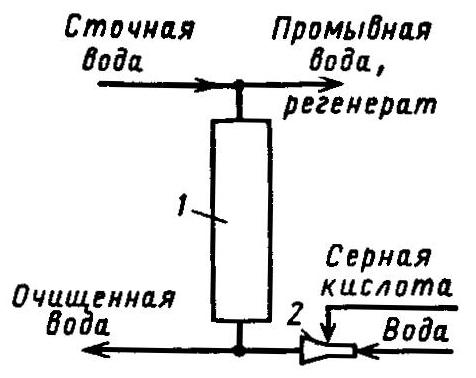 Сточная
вода
Промывная
вода,
регенерат
1
Серная
кислота
Очищенная
вода
2
Вода